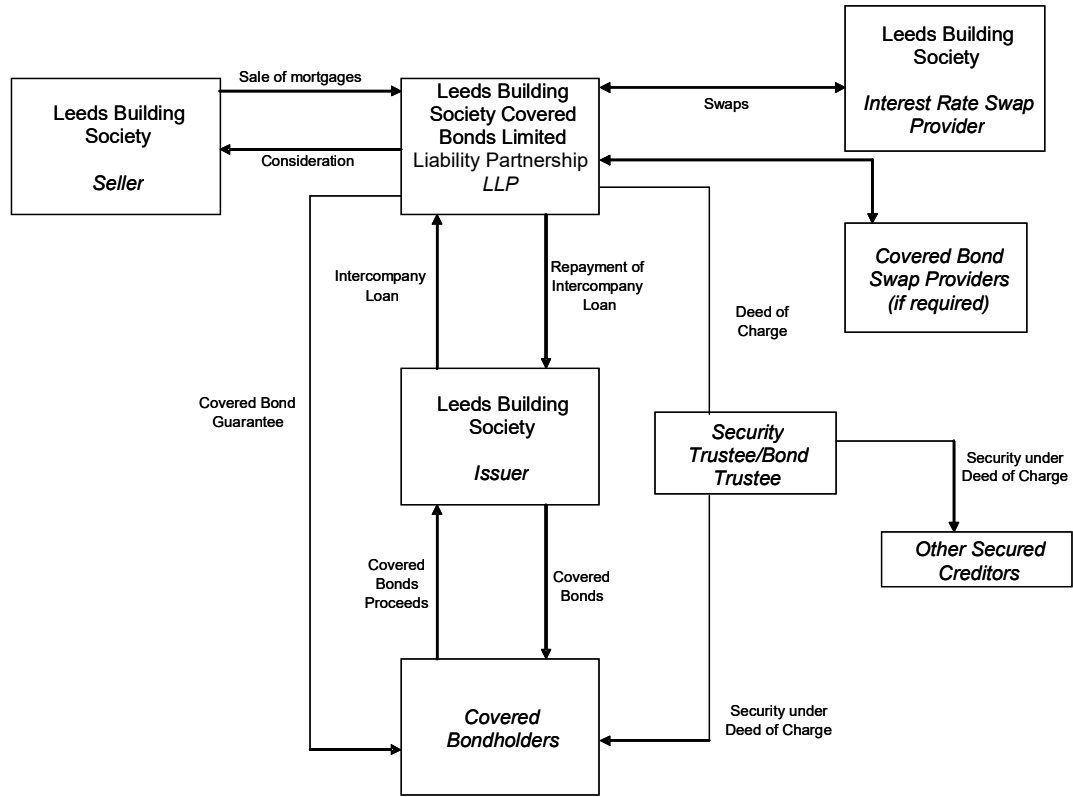 Leeds Building
Society
Seller
Sale of mortgages
Consideration
Leeds Building
Society Covered
Bonds Limited
Liability Partnership
LLP
Swaps
Leeds Building
Society
Interest Rate Swap
Provider
Covered Bond
Swap Providers
(if required)
Intercompany
Loan
Repayment of
Intercompany
Loan
Deed of
Charge
Covered Bond
Guarantee
Leeds Building
Society
Issuer
Security
Trustee/Bond
Trustee
Security under
Deed of Charge
Other Secured
Creditors
Covered
Bonds
Proceeds
Covered
Bonds
Covered
Bondholders
Security under
Deed of Charge